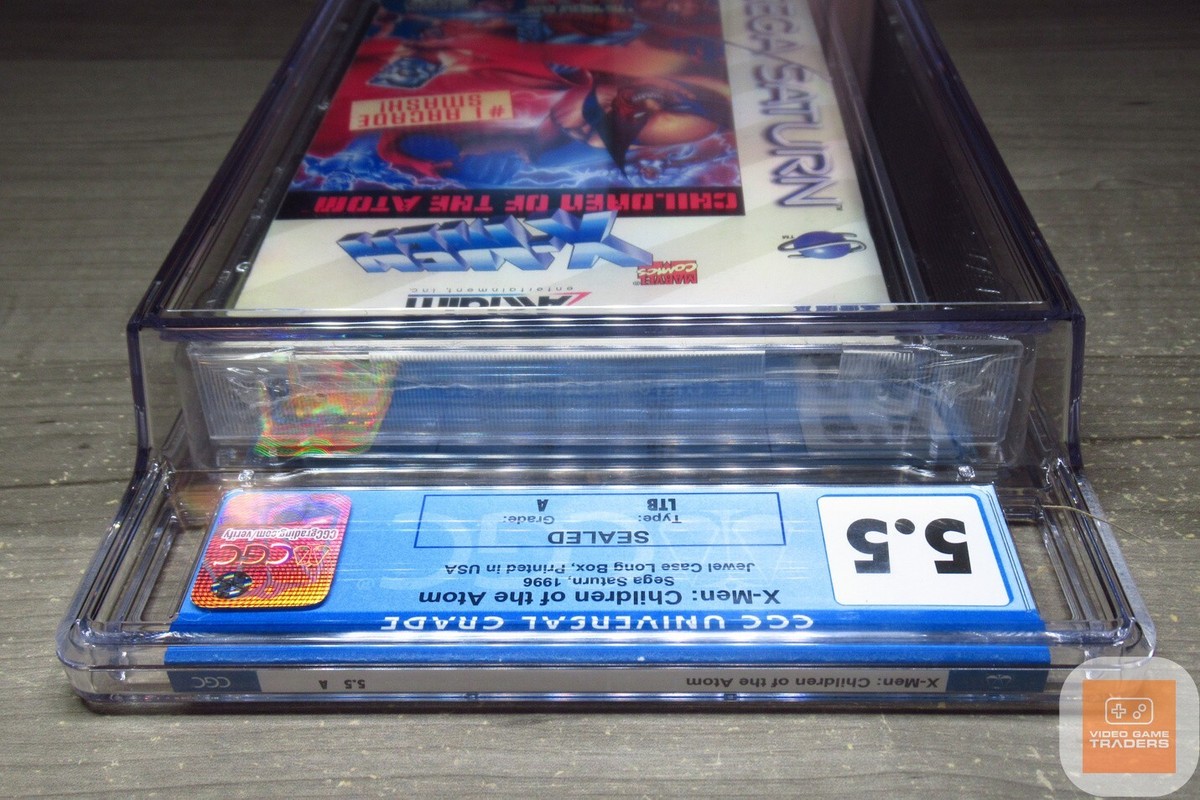 CGC UNIVERSAL GRADE
X-Men: Children of the Atom
Sega Saturn, 1996
Jewel Case Long Box, Printed in USA
SEALED
Type: Grade:
LTB A
5.5
CGC
CGCgrading.com/verify
X-Men: Children of the Atom 5.5 A CGC
AKlaim
entertainment, inc.
MARVEL
COMICS
X-MEN
CHILDREN OF THE ATOM
#1 ARCADE
SMASH!
SEGA SATURN
TM
VIDEO GAME
TRADERS